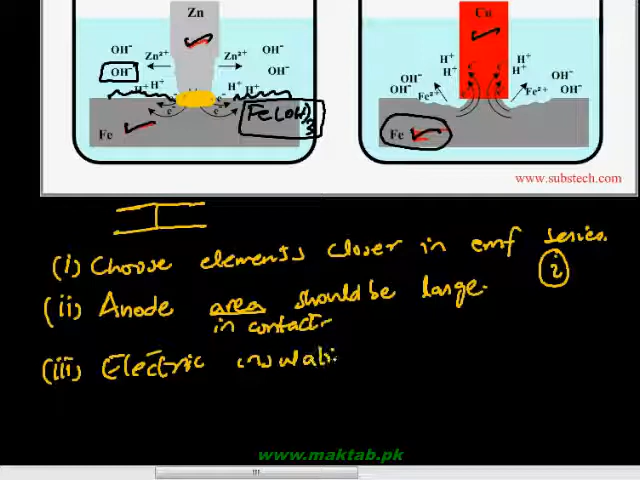 Zn
Cu
OH⁻ Zn²⁺ Zn²⁺ OH⁻
OH⁻ OH⁻
H⁺ H⁺ H⁺ H⁺
e⁻ e⁻
Fe Fe(OH)₃
H⁺ H⁺
H⁺ H⁺
OH⁻ OH⁻
OH⁻ Fe²⁺ Fe²⁺ OH⁻
Fe
www.substech.com
(i) Choose elements closer in emf series.
(ii) Anode area should be large. i
in contact
(iii) Electric
www.maktab.pk